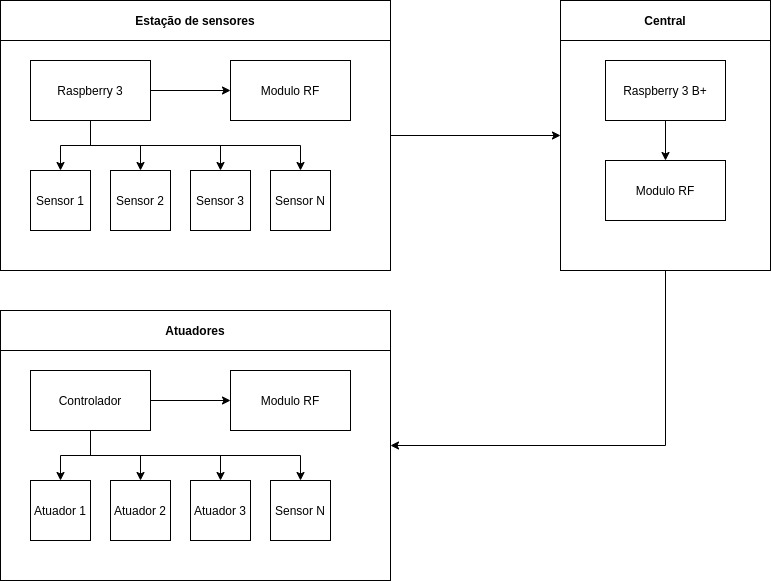 Estação de sensores
Raspberry 3
Modulo RF
Sensor 1
Sensor 2
Sensor 3
Sensor N
Central
Raspberry 3 B+
Modulo RF
Atuadores
Controlador
Modulo RF
Atuador 1
Atuador 2
Atuador 3
Sensor N